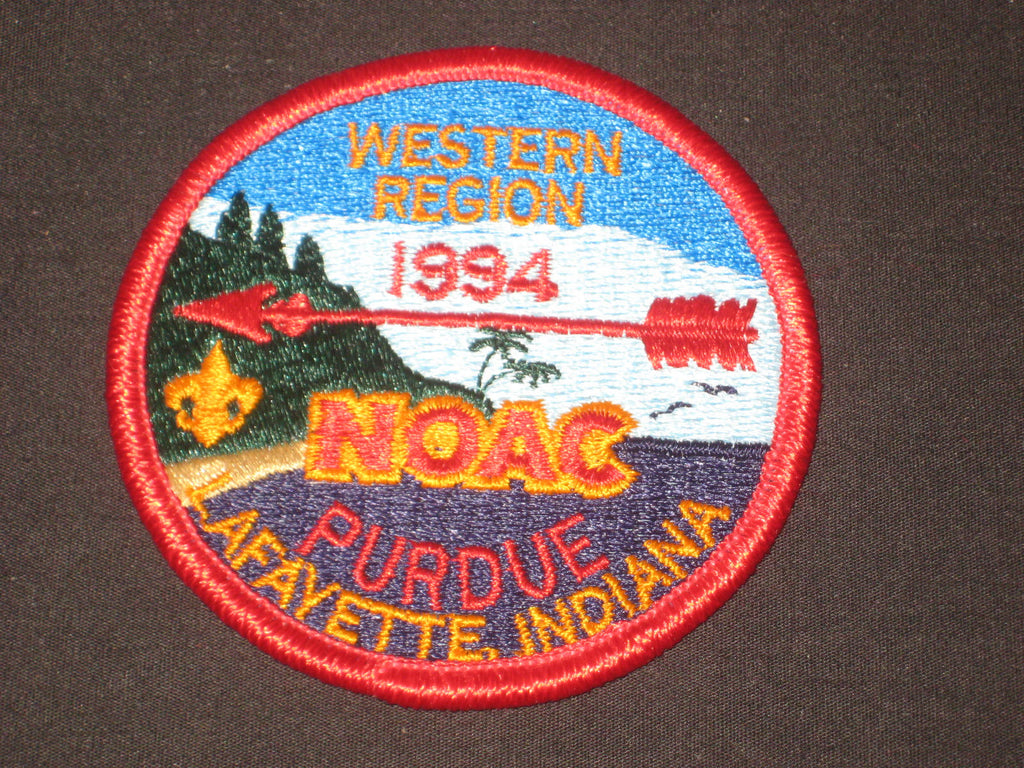 WESTERN
REGION
1994
NOAC
PURDUE
LAFAYETTE, INDIANA